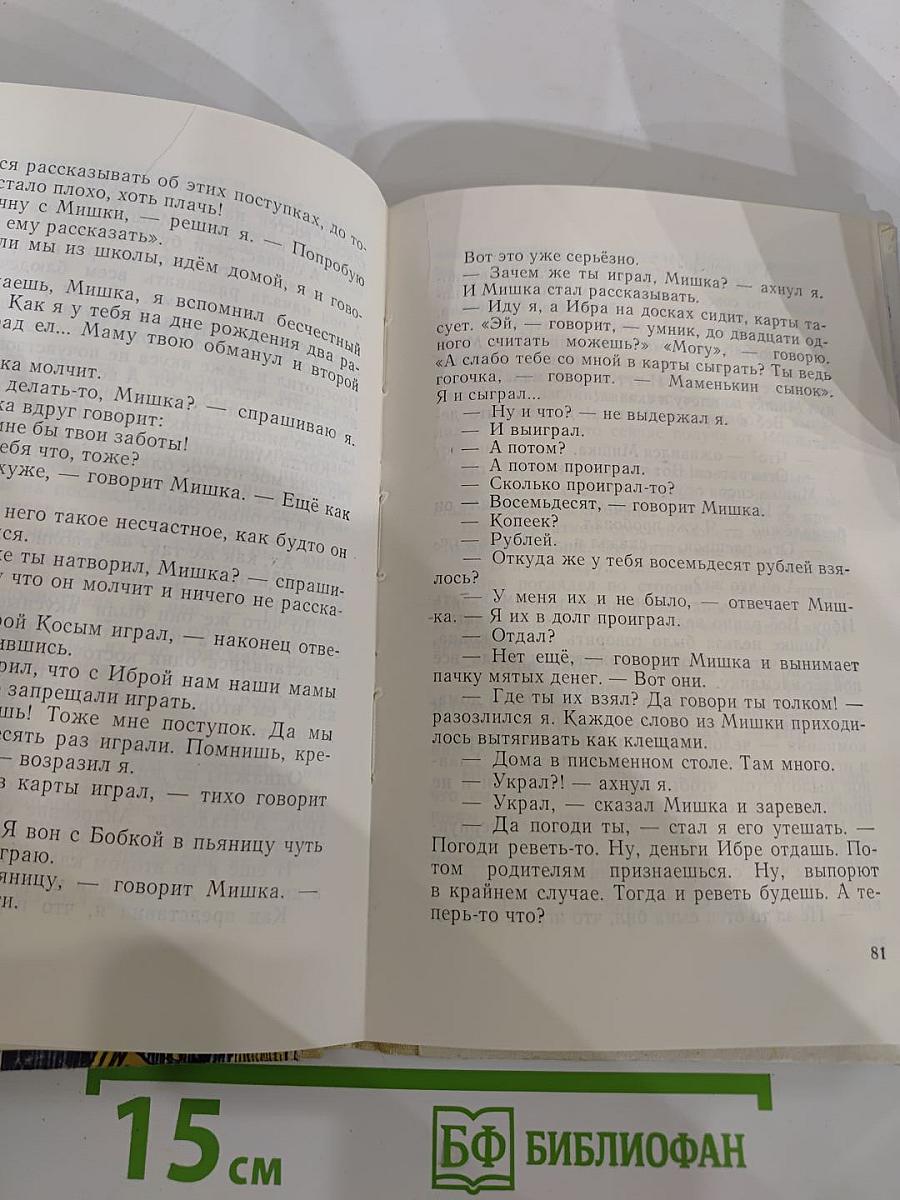 ся рассказывать об этих поступках, до то-
стало плохо, хоть плачь!
чну с Мишки, — решил я. — Попробую
ему рассказать».
ли мы из школы, идём домой, я и гово-
аешь, Мишка, я вспомнил бесчестный
Как я у тебя на дне рождения два ра-
рад ел... Маму твою обманул и второй
ка молчит.
делать-то, Мишка? — спрашиваю я.
ка вдруг говорит:
мне бы твои заботы!
ебя что, тоже?
хуже, — говорит Мишка. — Ещё как
него такое несчастное, как будто он
ся.
же ты натворил, Мишка? — спраши-
у что он молчит и ничего не расска-
рой Косым играл, — наконец отве-
ившись.
рил, что с Иброй нам наши мамы
запрещали играть.
шь! Тоже мне поступок. Да мы
есять раз играли. Помнишь, кре-
— возразил я.
в карты играл, — тихо говорит
Я вон с Бобкой в пьяницу чуть
граю.
яницу, — говорит Мишка. —
ти.
Вот это уже серьёзно.
— Зачем же ты играл, Мишка? — ахнул я.
И Мишка стал рассказывать.
— Иду я, а Ибра на досках сидит, карты та-
сует. «Эй, — говорит, — умник, до двадцати од-
ного считать можешь?» «Могу», — говорю.
«А слабо тебе со мной в карты сыграть? Ты ведь
гогочка, — говорит. — Маменькин сынок».
Я и сыграл...
— Ну и что? — не выдержал я.
— И выиграл.
— А потом?
— А потом проиграл.
— Сколько проиграл-то?
— Восемьдесят, — говорит Мишка.
— Копеек?
— Рублей.
— Откуда же у тебя восемьдесят рублей взя-
лось?
— У меня их и не было, — отвечает Миш-
ка. — Я их в долг проиграл.
— Отдал?
— Нет ещё, — говорит Мишка и вынимает
пачку мятых денег. — Вот они.
— Где ты их взял? Да говори ты толком! —
разозлился я. Каждое слово из Мишки приходи-
лось вытягивать как клещами.
— Дома в письменном столе. Там много.
— Украл?! — ахнул я.
— Украл, — сказал Мишка и заревел.
— Да погоди ты, — стал я его утешать. —
Погоди реветь-то. Ну, деньги Ибре отдашь. По-
том родителям признаешься. Ну, выпорют
в крайнем случае. Тогда и реветь будешь. А те-
перь-то что?
81
15 см
БФ БИБЛИОФАН